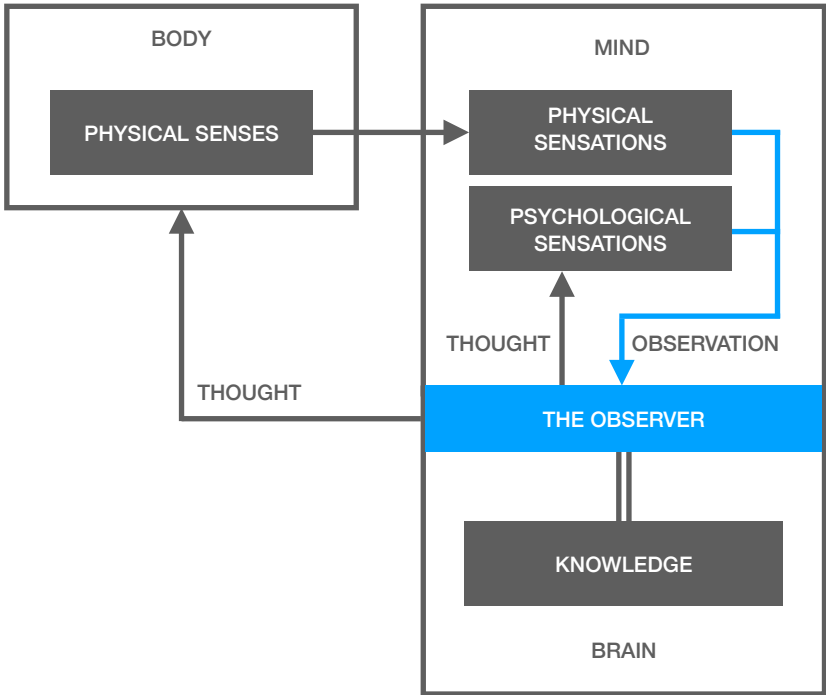 BODY
MIND
PHYSICAL SENSES
PHYSICAL
SENSATIONS
PSYCHOLOGICAL
SENSATIONS
THOUGHT
OBSERVATION
THOUGHT
THE OBSERVER
KNOWLEDGE
BRAIN